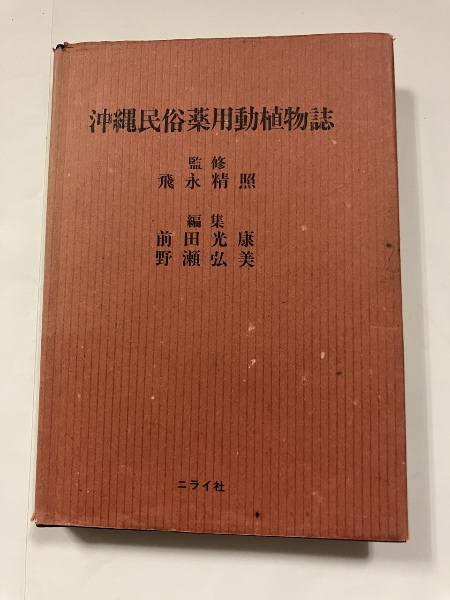 沖縄民俗薬用動植物誌
監修
飛永精照
編集
前田光康
野瀬弘美
ニライ社